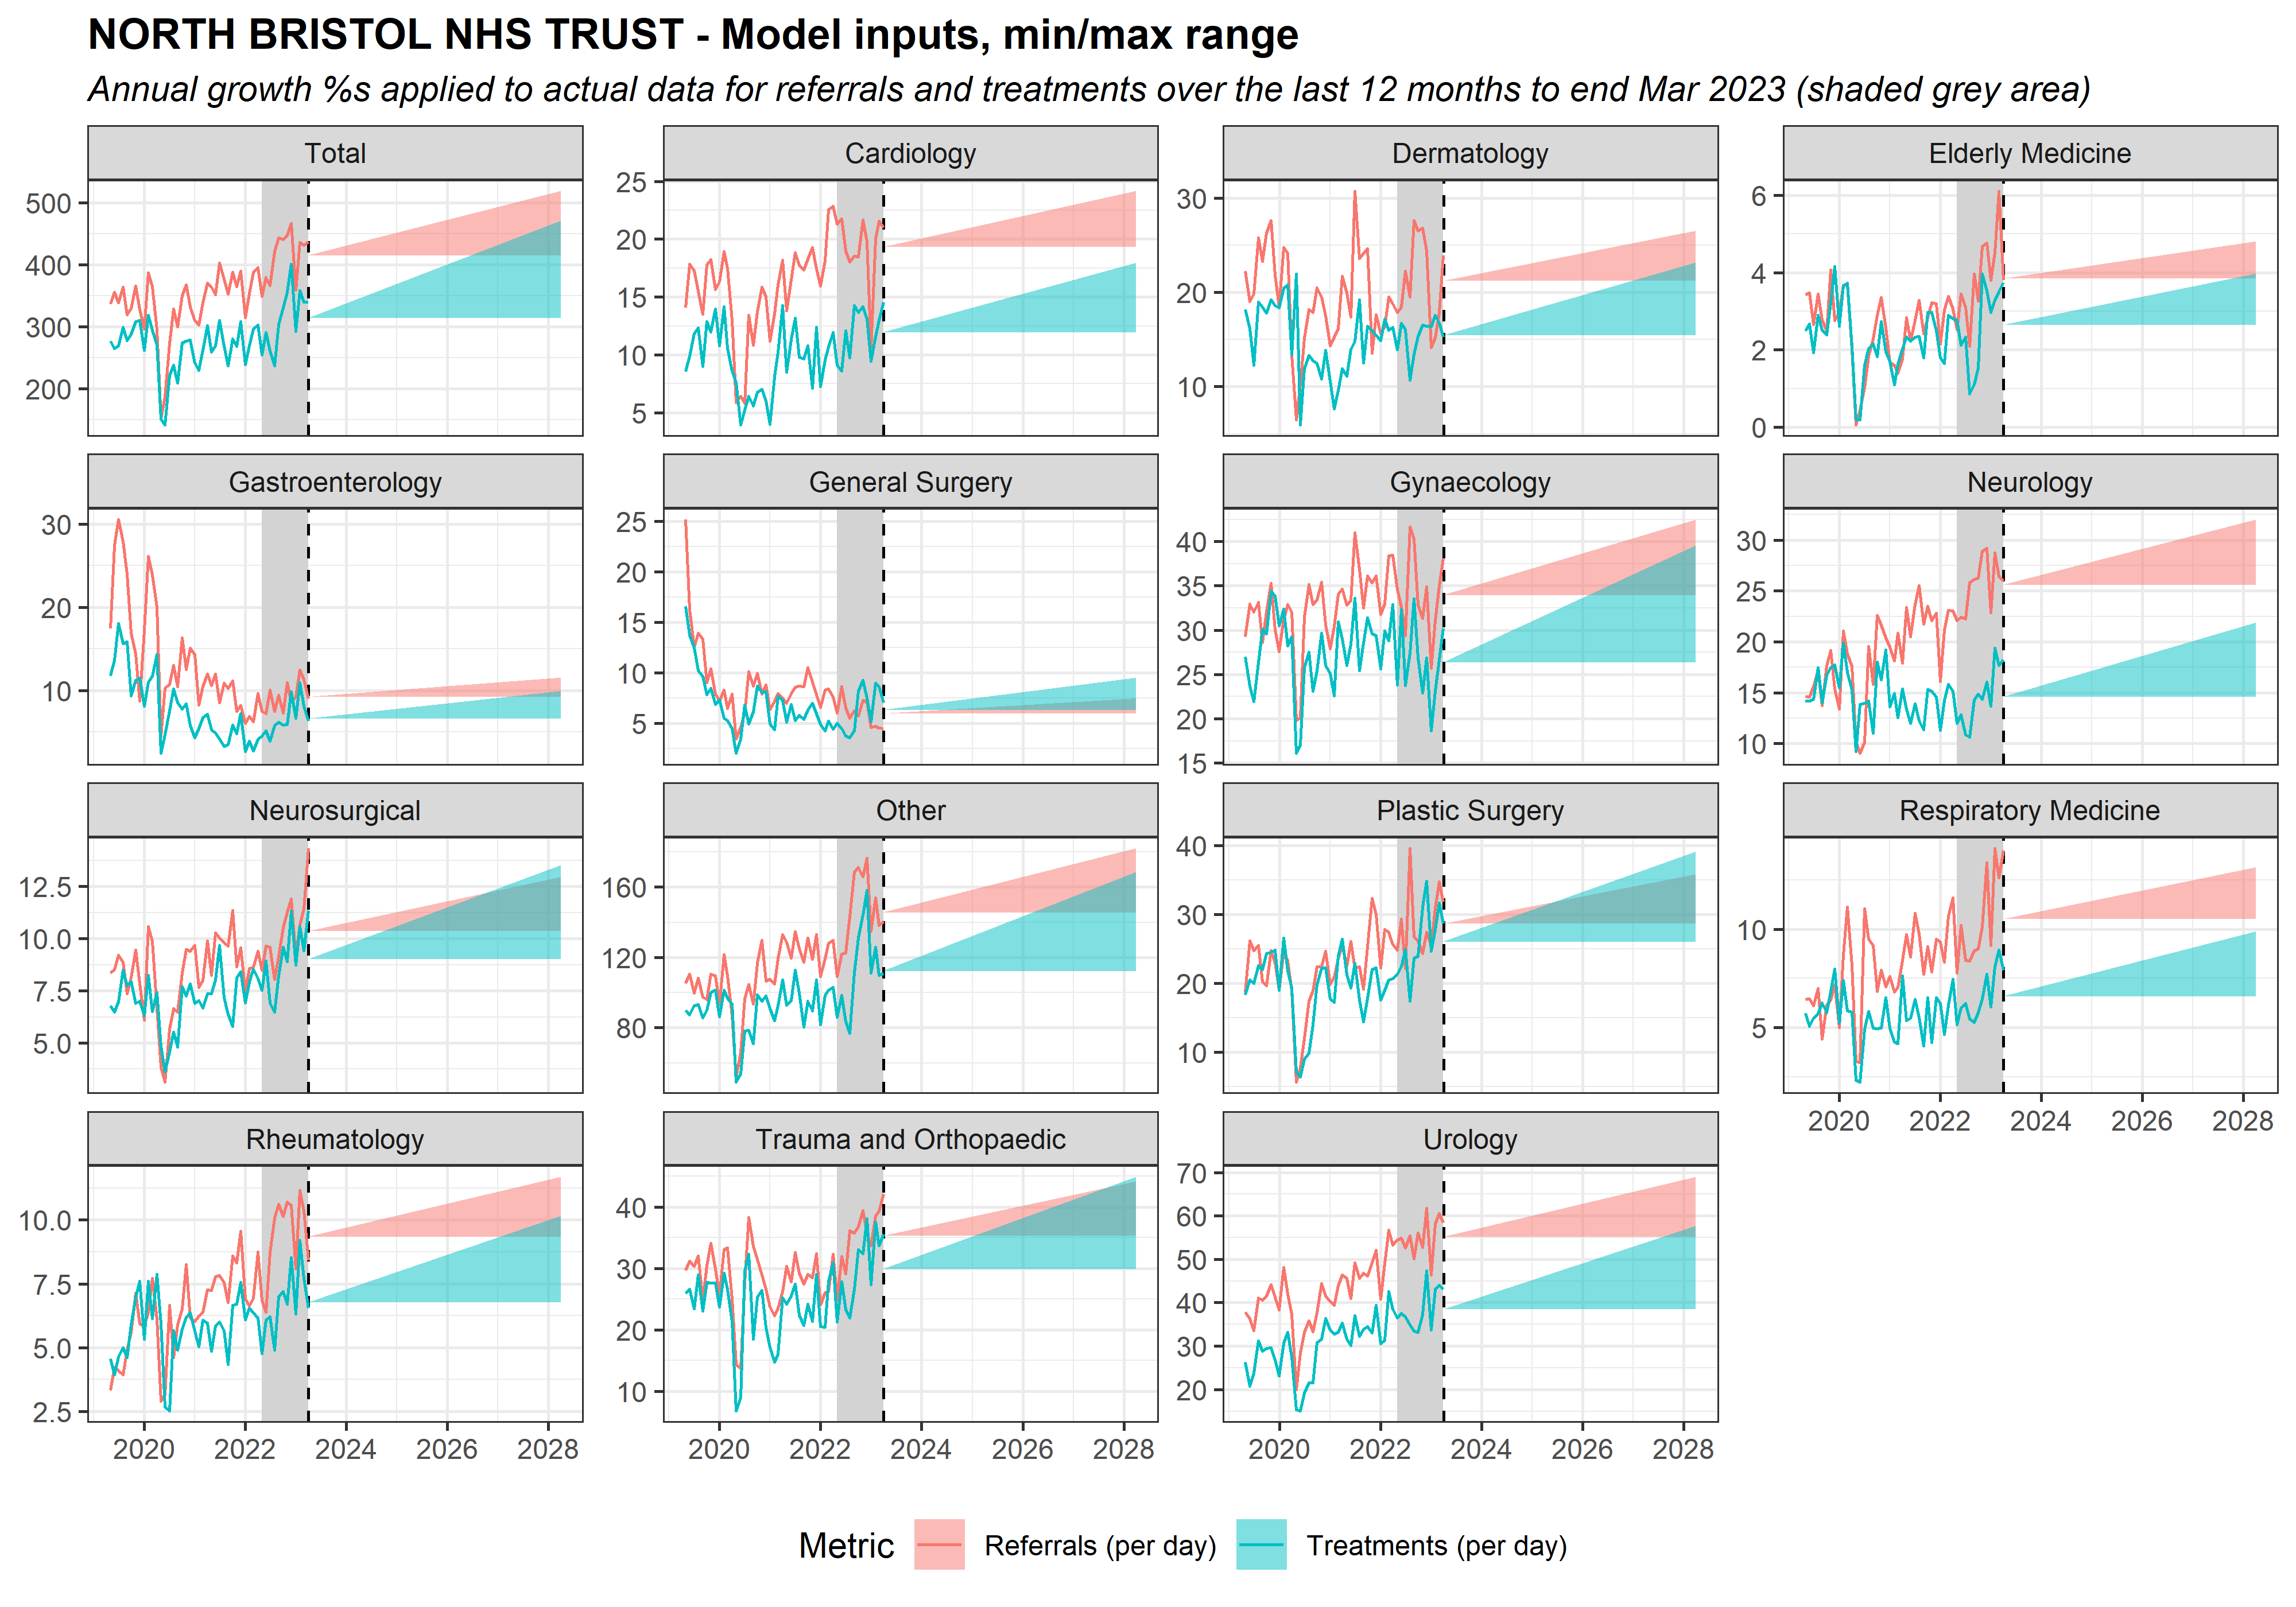 NORTH BRISTOL NHS TRUST - Model inputs, min/max range
Annual growth %s applied to actual data for referrals and treatments over the last 12 months to end Mar 2023 (shaded grey area)
Total
500
400
300
200
Cardiology
25
20
15
10
5
Dermatology
30
20
10
Elderly Medicine
6
4
2
0
Gastroenterology
30
20
10
General Surgery
25
20
15
10
5
Gynaecology
40
35
30
25
20
15
Neurology
30
25
20
15
10
Neurosurgical
12.5
10.0
7.5
5.0
Other
160
120
80
Plastic Surgery
40
30
20
10
Respiratory Medicine
10
5
2020 2022 2024 2026 2028
Rheumatology
10.0
7.5
5.0
2.5
2020 2022 2024 2026 2028
Trauma and Orthopaedic
40
30
20
10
2020 2022 2024 2026 2028
Urology
70
60
50
40
30
20
2020 2022 2024 2026 2028
Metric Referrals (per day) Treatments (per day)